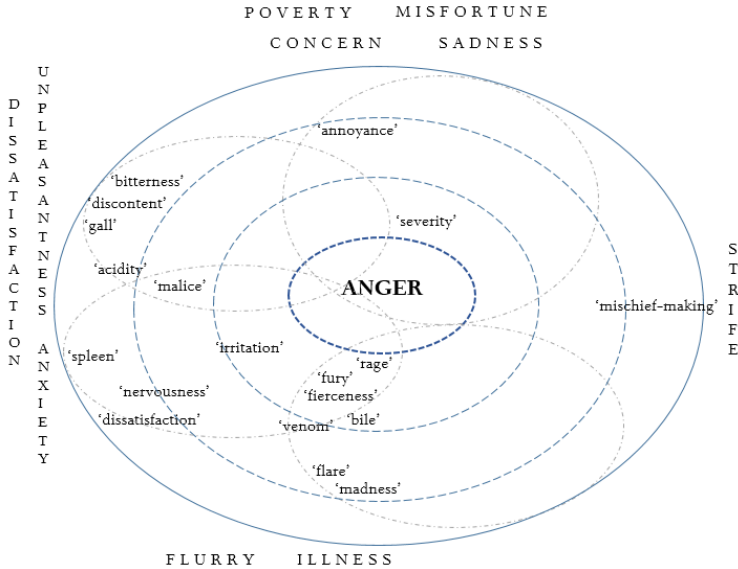 POVERTY MISFORTUNE
CONCERN SADNESS
DISSATISFACTION
UNPLEASANTNESS ANXIETY
‘annoyance’
‘bitterness’
‘discontent’
‘gall’
‘severity’
‘acidity’
‘malice’
ANGER
‘mischief-making’
STRIFE
‘irritation’
‘spleen’
‘rage’
‘fury’
‘nervousness’
‘fierceness’
‘dissatisfaction’
‘venom’
‘bile’
‘flare’
‘madness’
FLURRY ILLNESS